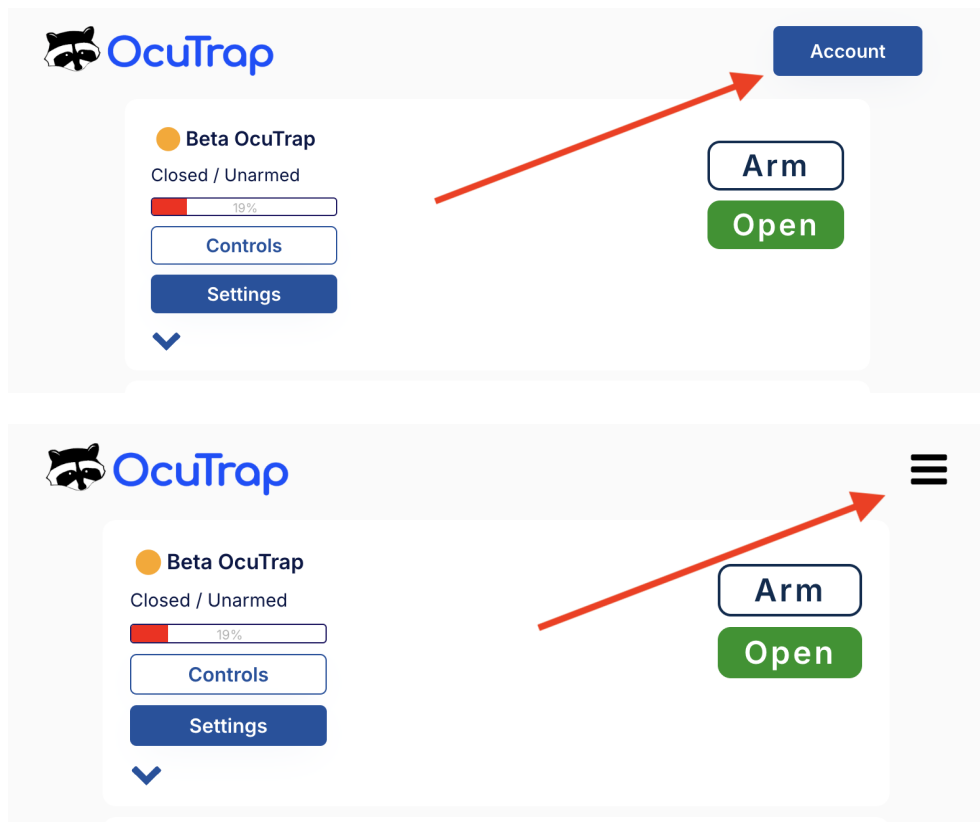 OcuTrap
Account
Beta OcuTrap
Closed / Unarmed
19%
Controls
Settings
Arm
Open
OcuTrap
Beta OcuTrap
Closed / Unarmed
19%
Controls
Settings
Arm
Open